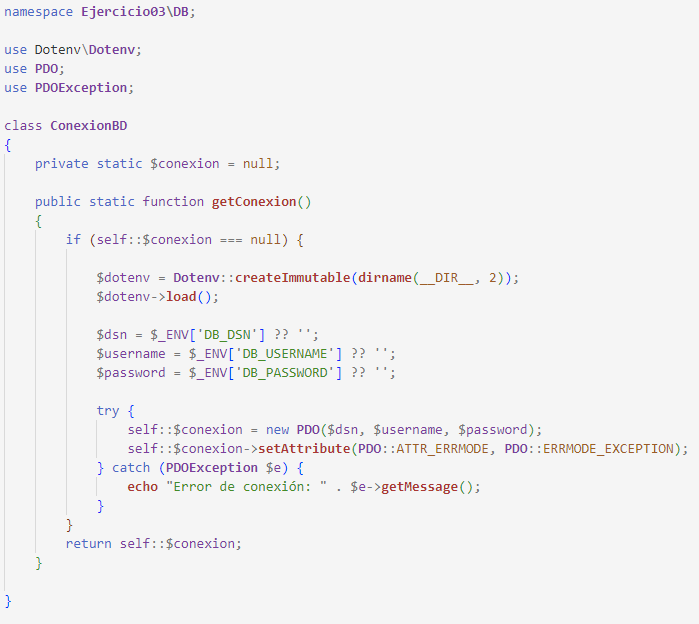 namespace Ejercicio03\DB;
use Dotenv\Dotenv;
use PDO;
use PDOException;
class ConexionBD
{
private static $conexion = null;
public static function getConexion()
{
if (self::$conexion === null) {
$dotenv = Dotenv::createImmutable(dirname(__DIR__, 2));
$dotenv->load();
$dsn = $_ENV['DB_DSN'] ?? '';
$username = $_ENV['DB_USERNAME'] ?? '';
$password = $_ENV['DB_PASSWORD'] ?? '';
try {
self::$conexion = new PDO($dsn, $username, $password);
self::$conexion->setAttribute(PDO::ATTR_ERRMODE, PDO::ERRMODE_EXCEPTION);
} catch (PDOException $e) {
echo "Error de conexión: " . $e->getMessage();
}
}
return self::$conexion;
}
}